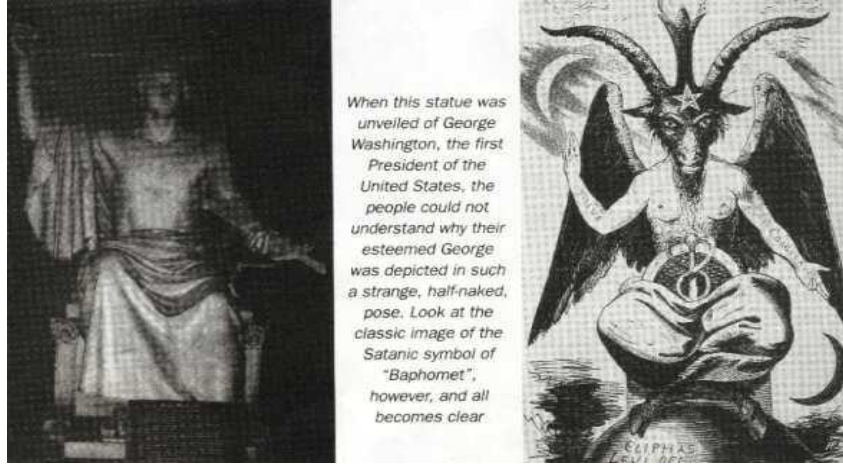 When this statue was
unveiled of George
Washington, the first
President of the
United States, the
people could not
understand why their
esteemed George
was depicted in such
a strange, half-naked,
pose. Look at the
classic image of the
Satanic symbol of
"Baphomet",
however, and all
becomes clear
ELIPHAS
LEVI DEL